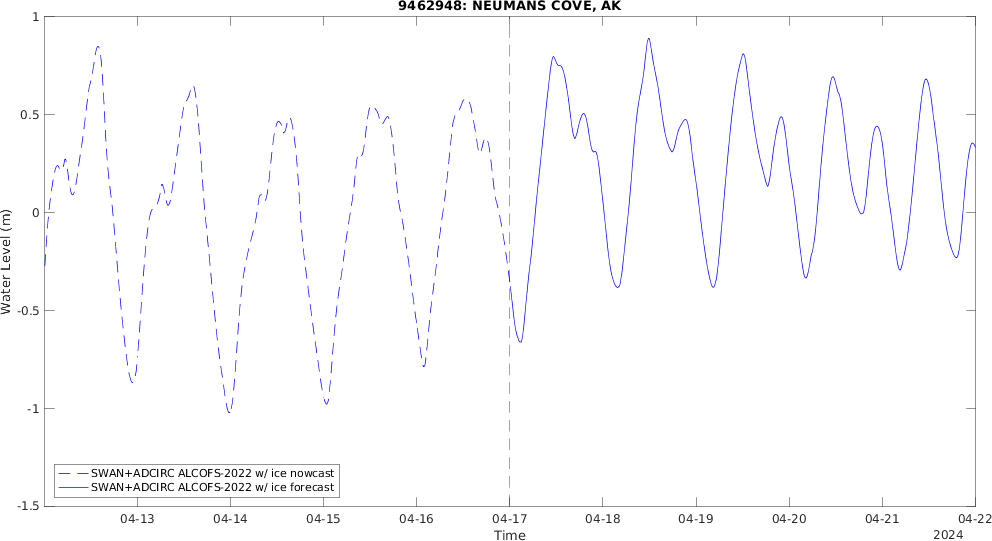 9462948: NEUMANS COVE, AK
1
0.5
0
-0.5
-1
-1.5
Water Level (m)
SWAN+ADCIRC ALCOFS-2022 w/ ice nowcast
SWAN+ADCIRC ALCOFS-2022 w/ ice forecast
04-13 04-14 04-15 04-16 04-17 04-18 04-19 04-20 04-21 04-22
Time
2024